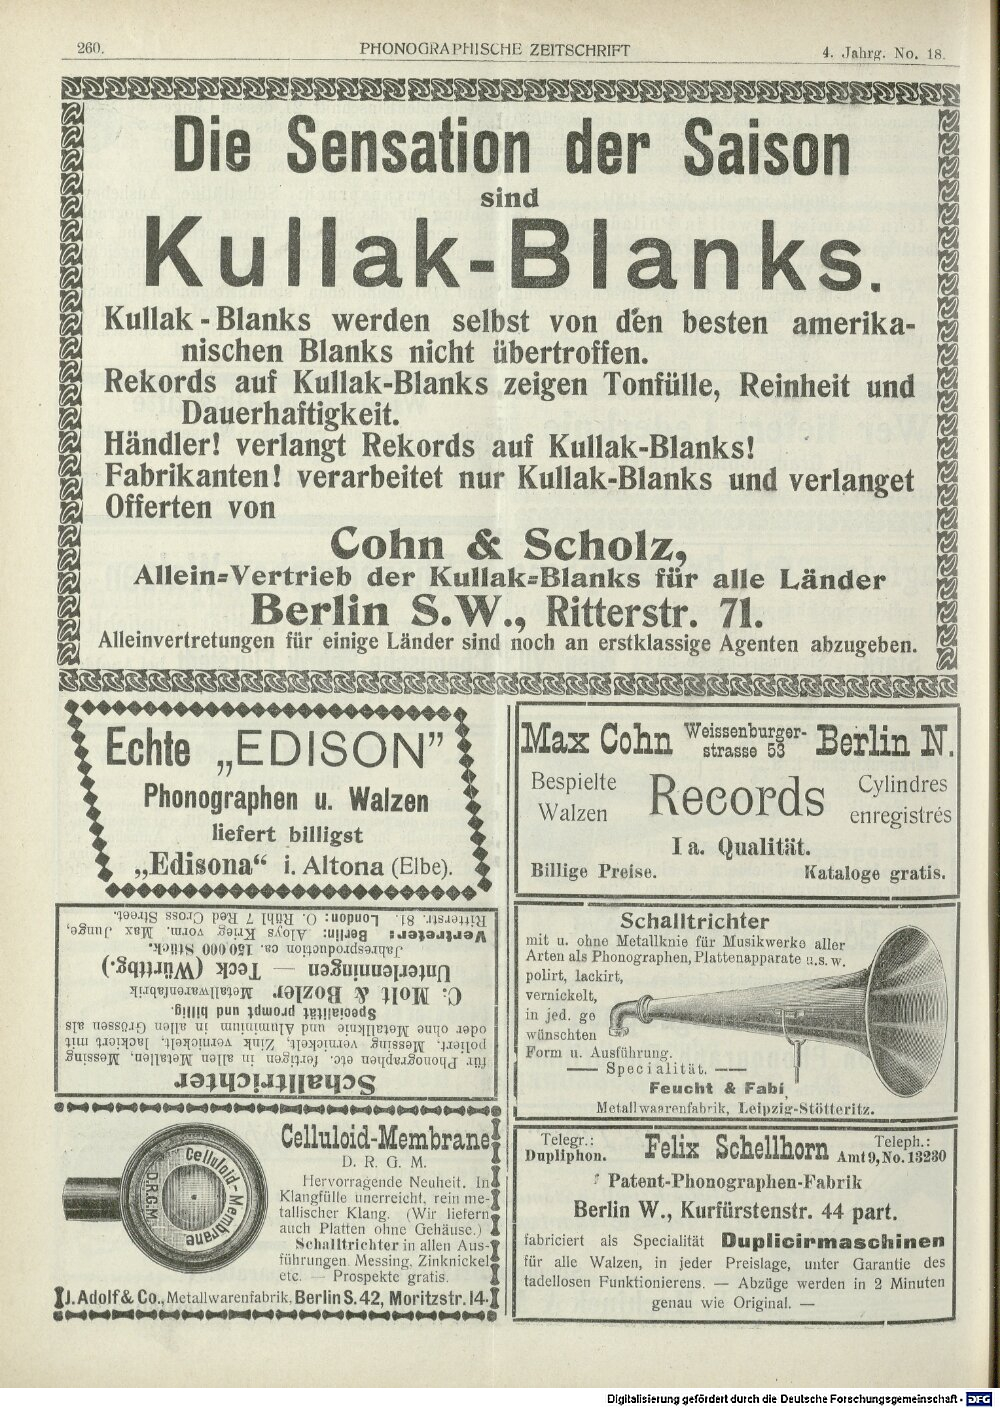 260.
PHONOGRAPHISCHE ZEITSCHRIFT
4. Jahrg. No. 18.
Die Sensation der Saison
sind
Kullak-Blanks.
Kullak-Blanks werden selbst von den besten amerika-
nischen Blanks nicht übertroffen.
Rekords auf Kullak-Blanks zeigen Tonfülle, Reinheit und
Dauerhaftigkeit.
Händler! verlangt Rekords auf Kullak-Blanks!
Fabrikanten! verarbeitet nur Kullak-Blanks und verlanget
Offerten von
Cohn & Scholz,
Allein-Vertrieb der Kullak-Blanks für alle Länder
Berlin S.W., Ritterstr. 71.
Alleinvertretungen für einige Länder sind noch an erstklassige Agenten abzugeben.
Echte „EDISON”
Phonographen u. Walzen
liefert billigst
„Edisona“ i. Altona (Elbe).
Schalltrichter
für Phonographen etc. fertigen in allen Metallen, Messing
poliert, Messing vernickelt, Zink vernickelt, lackiert mit
oder ohne Metallknie und Aluminium in allen Grössen als
Specialität prompt und billig.
C. Molt & Bozler Metallwarenfabrik
Unterlenningen — Teck (Württbg.)
Jahresproduction ca. 150,000 Stück.
Vertreter: Berlin: Aloys Krieg vorm. Max Junge,
Ritterstr. 81. London: O. Rühl 7 Red Cross Street.
Celluloid-Membrane
D.R.G.M.
Celluloid-Membrane
D. R. G. M.
Hervorragende Neuheit. In
Klangfülle unerreicht, rein me-
tallischer Klang. (Wir liefern
auch Platten ohne Gehäuse.)
Schalltrichter in allen Aus-
führungen Messing, Zinknickel
etc. — Prospekte gratis.
J. Adolf & Co., Metallwarenfabrik, Berlin S. 42, Moritzstr. 14.
Max Cohn Weissenburger-
strasse 53 Berlin N.
Bespielte
Walzen
Records
Cylindres
enregistrés
Ia. Qualität.
Billige Preise. Kataloge gratis.
Schalltrichter
mit u. ohne Metallknie für Musikwerke aller
Arten als Phonographen, Plattenapparate u.s.w.
polirt, lackirt,
vernickelt,
in jed. ge
wünschten
Form u. Ausführung.
— Specialität. —
Feucht & Fabi,
Metallwaarenfabrik, Leipzig-Stötteritz.
Telegr.:
Dupliphon.
Felix Schellhorn
Teleph.:
Amt 9, No. 13230
Patent-Phonographen-Fabrik
Berlin W., Kurfürstenstr. 44 part.
fabriciert als Specialität Duplicirmaschinen
für alle Walzen, in jeder Preislage, unter Garantie des
tadellosen Funktionierens. — Abzüge werden in 2 Minuten
genau wie Original. —
Digitalisierung gefördert durch die Deutsche Forschungsgemeinschaft - DFG